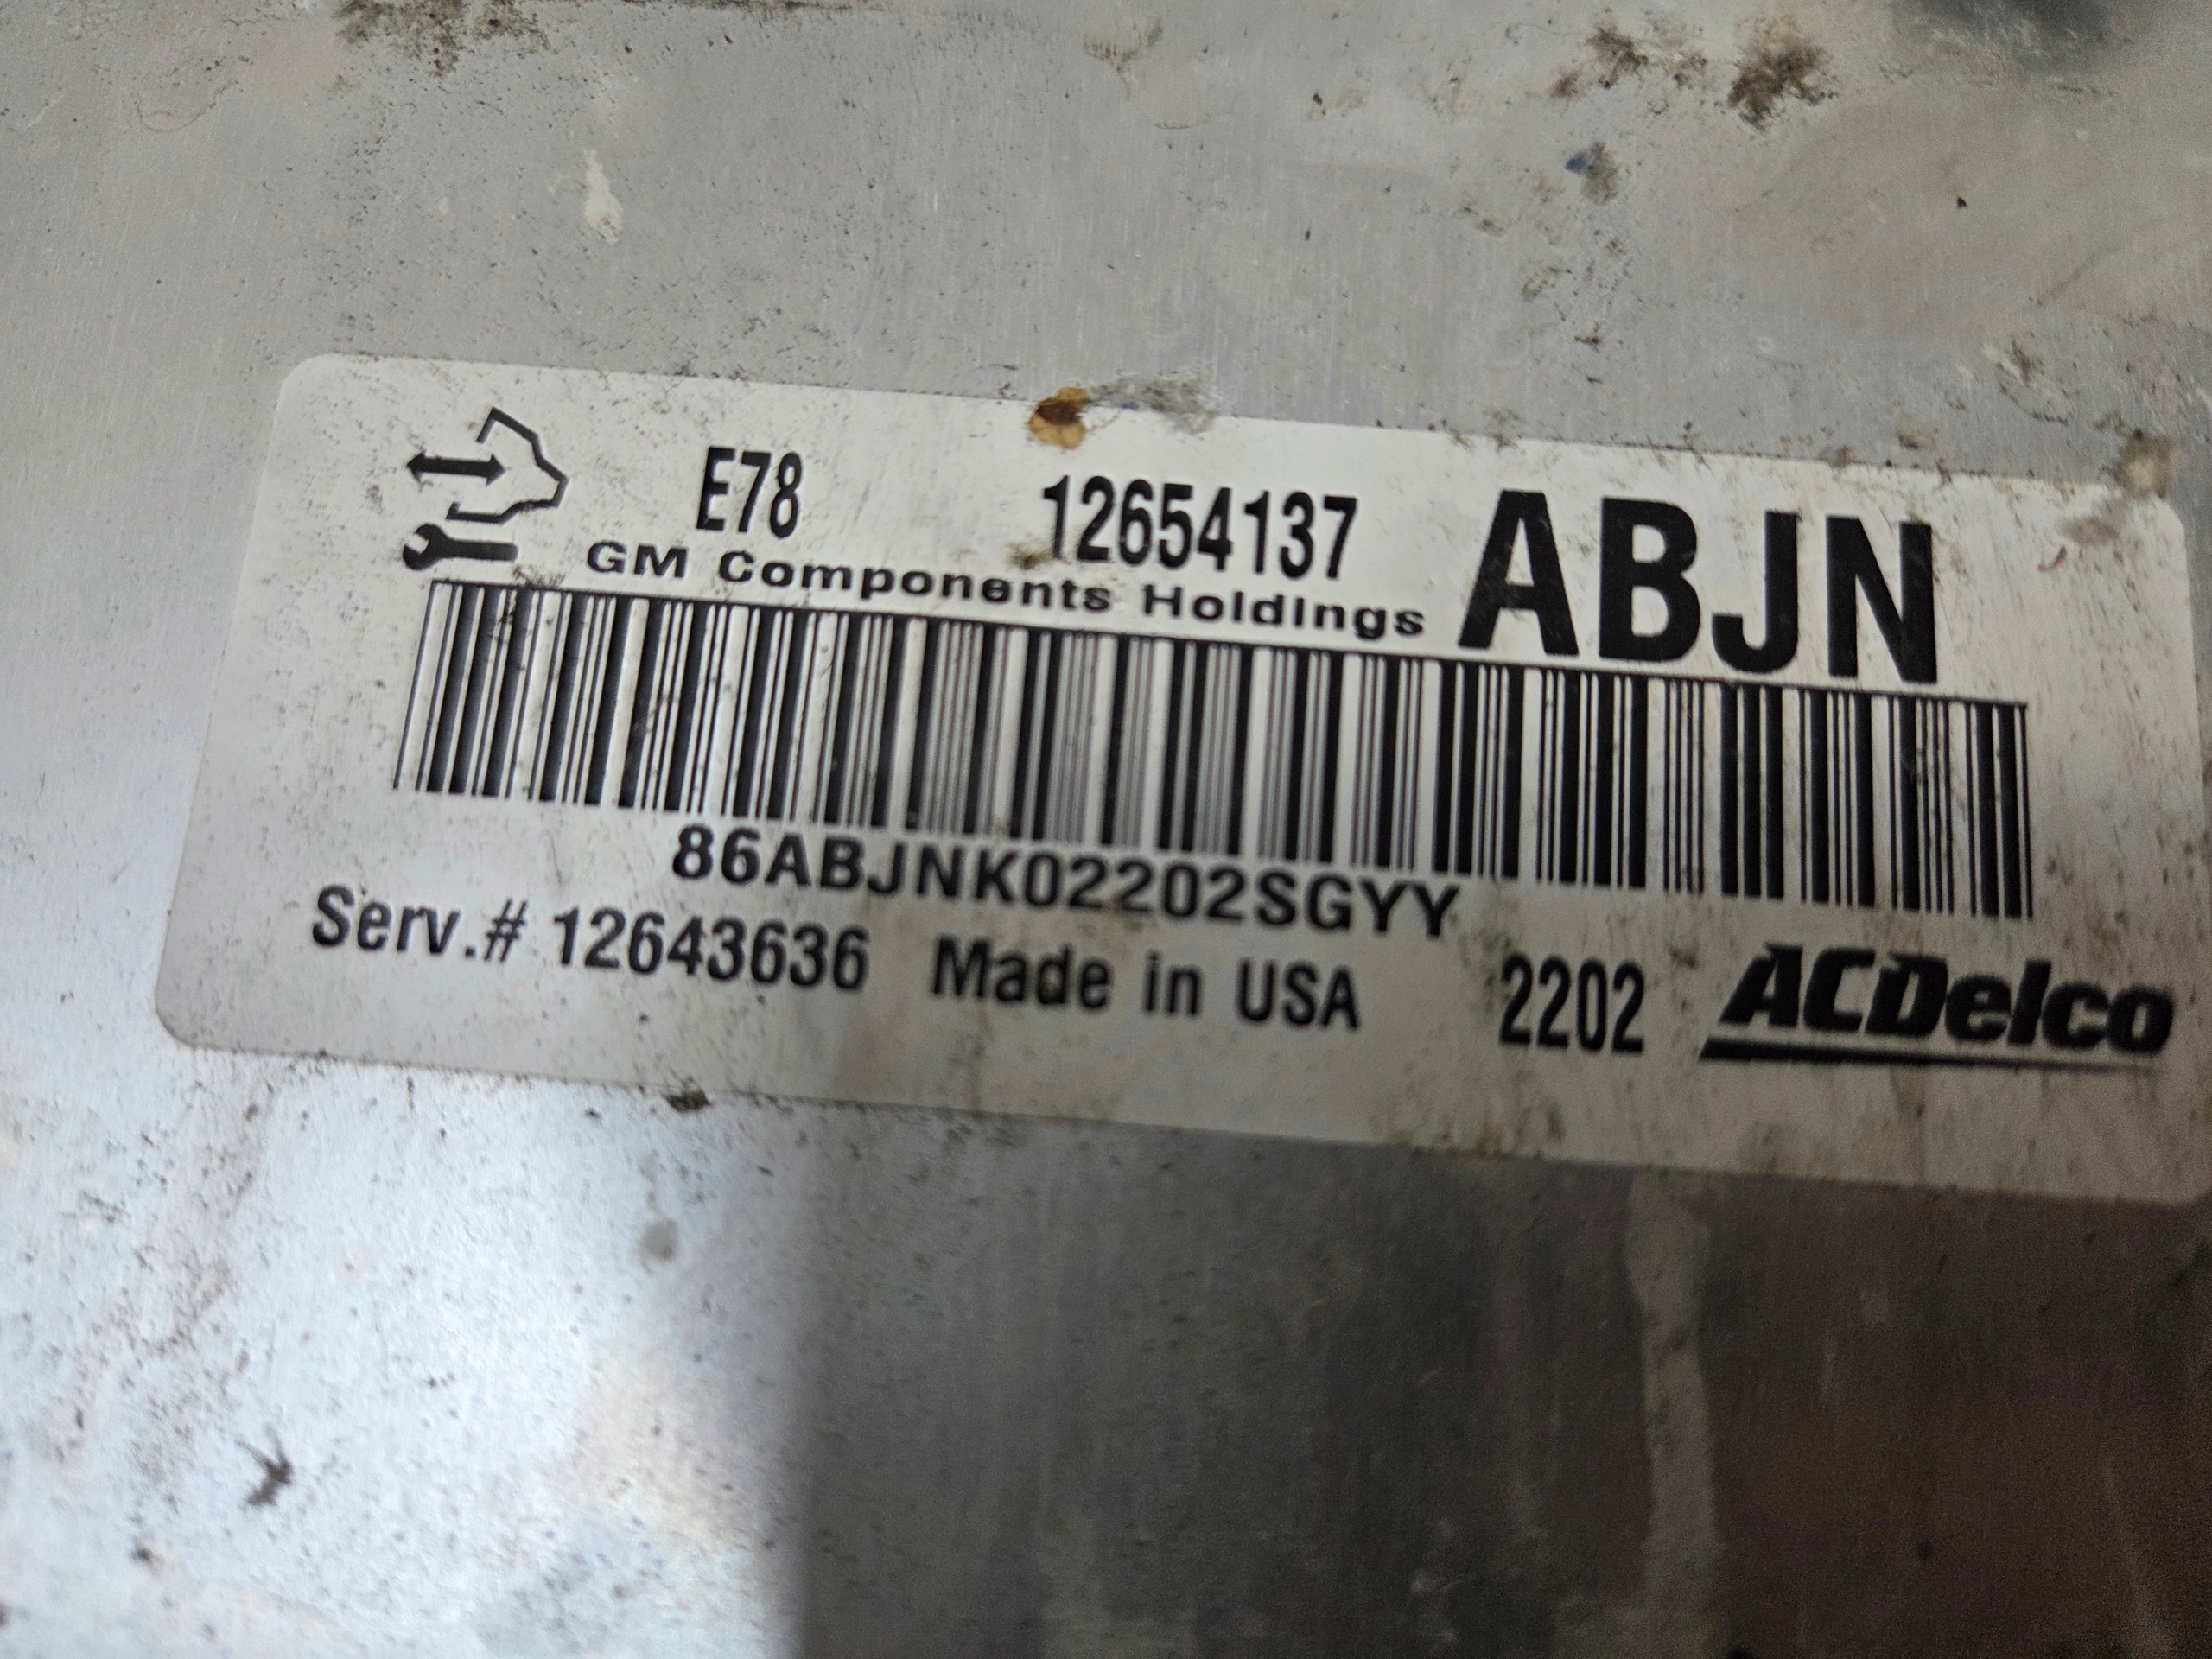 E78 12654137 ABJN
GM Components Holdings
86ABJNK02202SGYY
Serv.# 12643636 Made in USA 2202 ACDelco